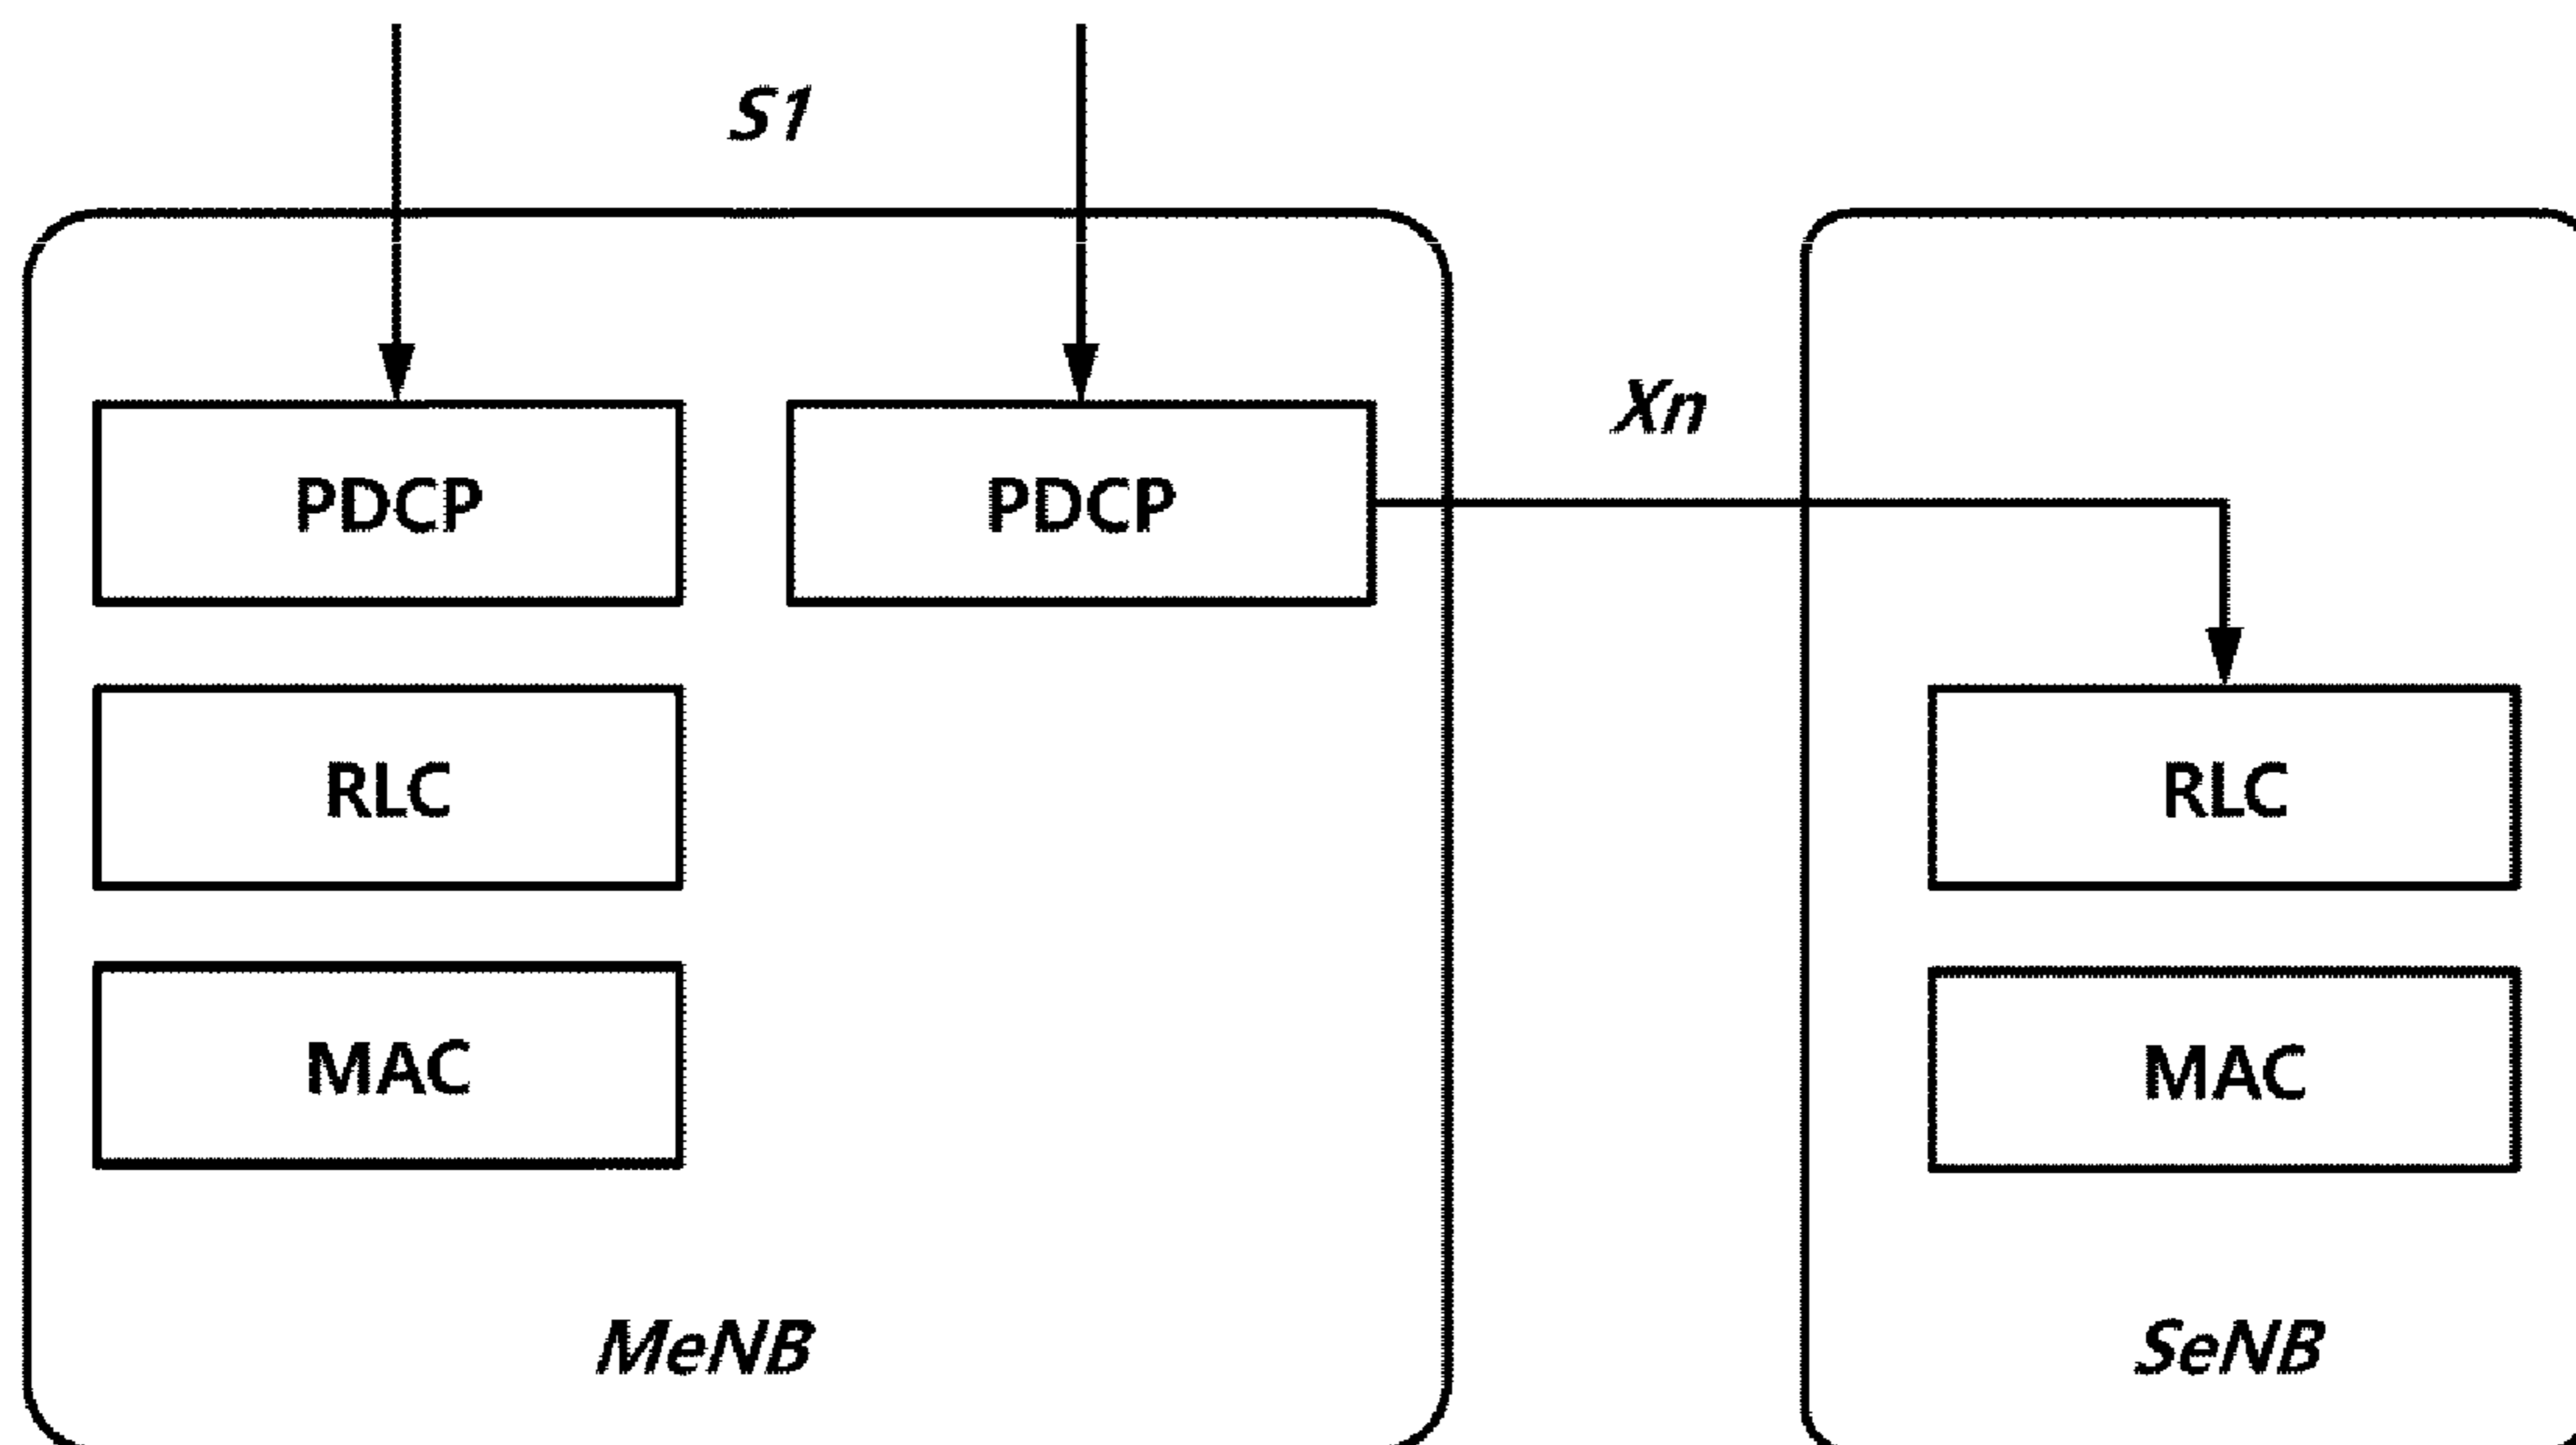 S1
Xn
PDCP
PDCP
RLC
RLC
MAC
MAC
MeNB
SeNB